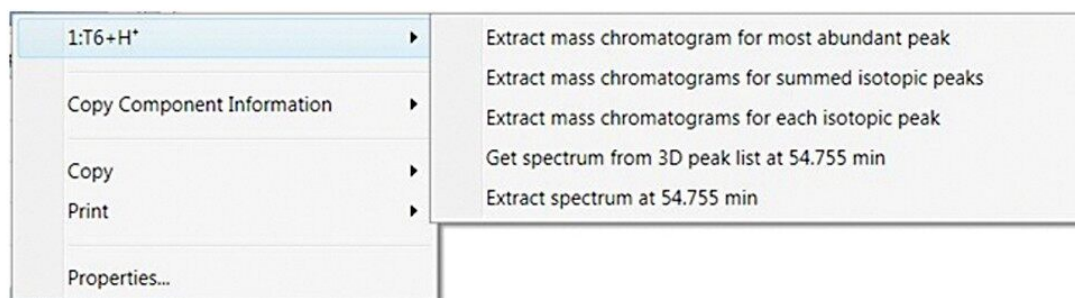 1:T6+H⁺
Copy Component Information
Copy
Print
Properties...
Extract mass chromatogram for most abundant peak
Extract mass chromatograms for summed isotopic peaks
Extract mass chromatograms for each isotopic peak
Get spectrum from 3D peak list at 54.755 min
Extract spectrum at 54.755 min